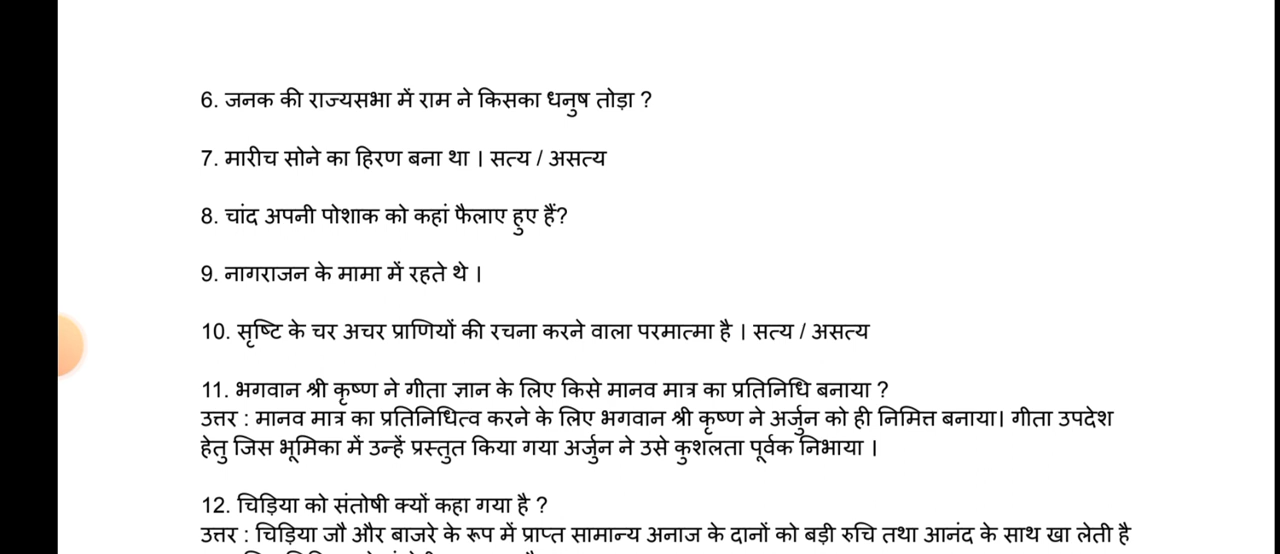 6. जनक की राज्यसभा में राम ने किसका धनुष तोड़ा ?
7. मारीच सोने का हिरण बना था । सत्य / असत्य
8. चांद अपनी पोशाक को कहां फैलाए हुए हैं?
9. नागराजन के मामा में रहते थे ।
10. सृष्टि के चर अचर प्राणियों की रचना करने वाला परमात्मा है । सत्य / असत्य
11. भगवान श्री कृष्ण ने गीता ज्ञान के लिए किसे मानव मात्र का प्रतिनिधि बनाया ?
उत्तर : मानव मात्र का प्रतिनिधित्व करने के लिए भगवान श्री कृष्ण ने अर्जुन को ही निमित्त बनाया। गीता उपदेश
हेतु जिस भूमिका में उन्हें प्रस्तुत किया गया अर्जुन ने उसे कुशलता पूर्वक निभाया ।
12. चिड़िया को संतोषी क्यों कहा गया है ?
उत्तर : चिड़िया जौ और बाजरे के रूप में प्राप्त सामान्य अनाज के दानों को बड़ी रुचि तथा आनंद के साथ खा लेती है